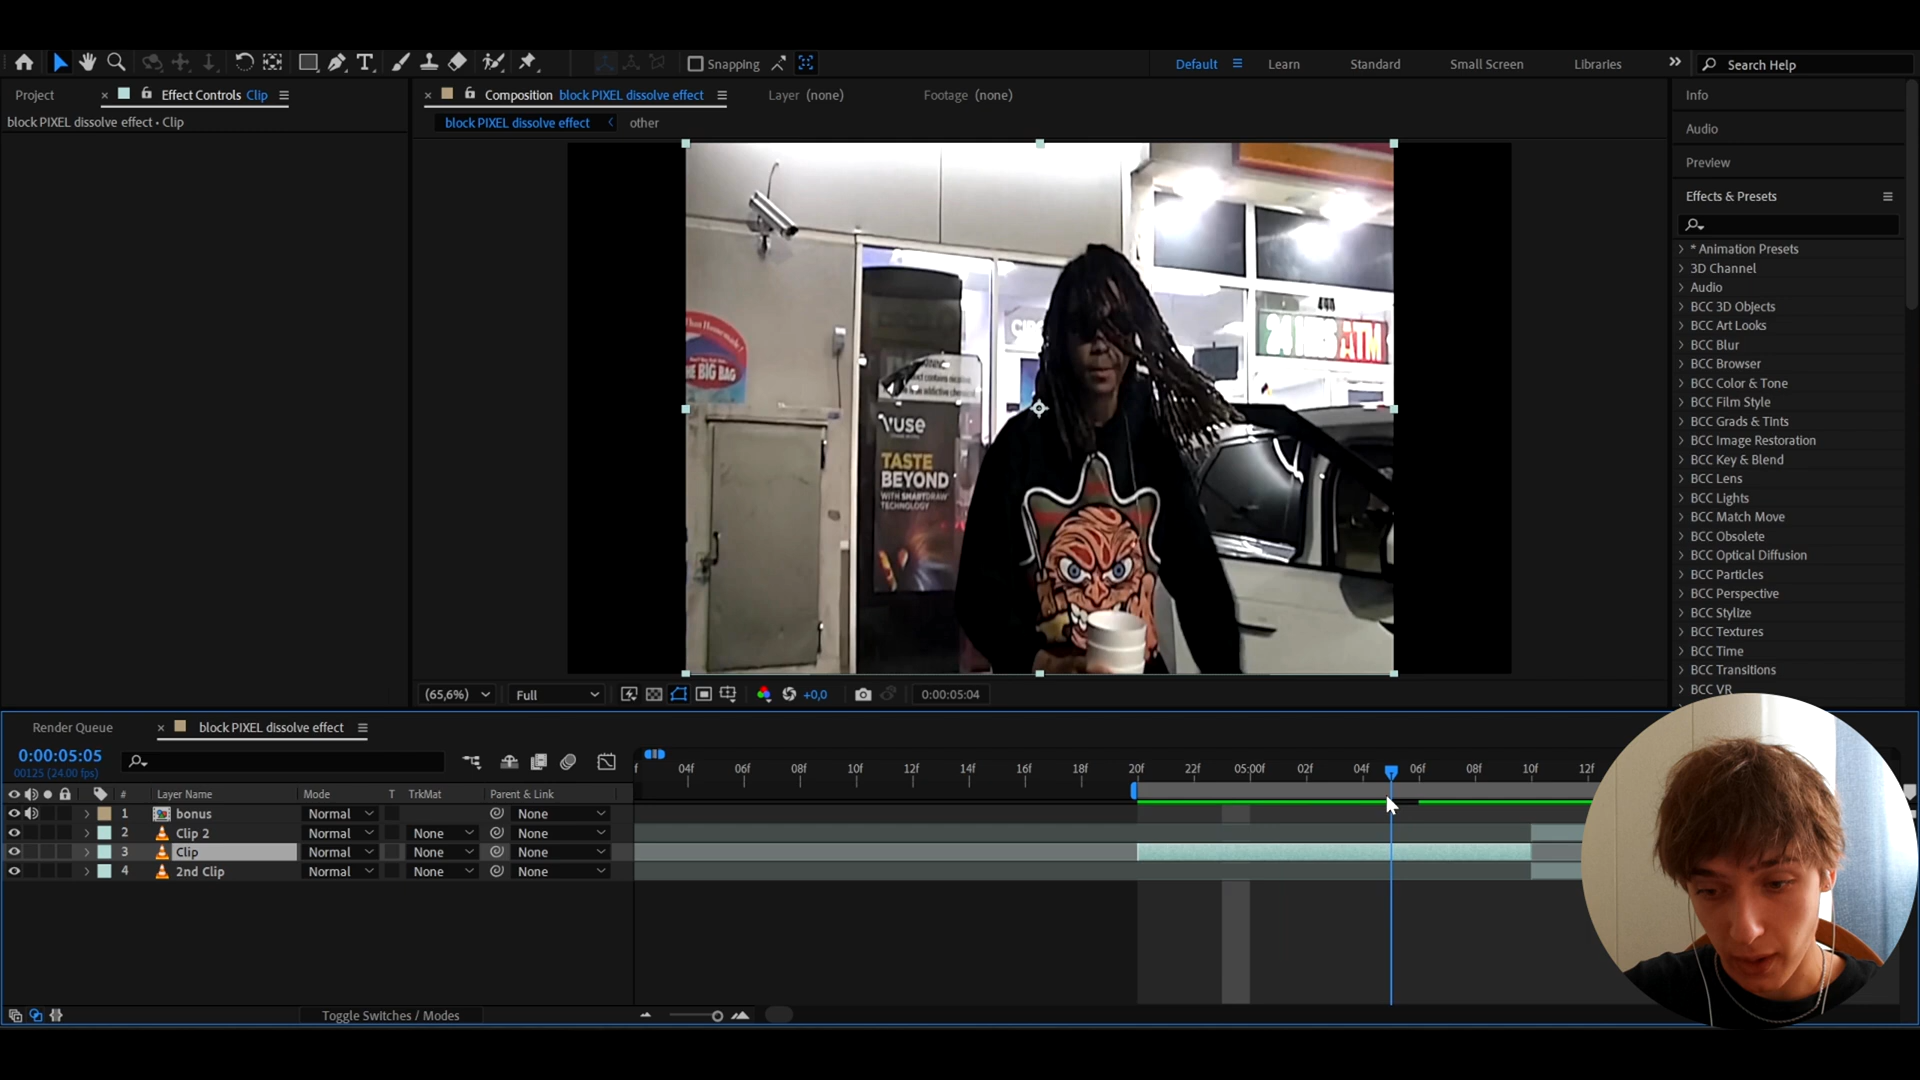 Snapping
Default
Learn
Standard
Small Screen
Libraries
Search Help
Project
Effect Controls Clip
Composition block PIXEL dissolve effect
Layer (none)
Footage (none)
Info
block PIXEL dissolve effect • Clip
block PIXEL dissolve effect
other
Audio
Preview
Effects & Presets
* Animation Presets
3D Channel
Audio
BCC 3D Objects
BCC Art Looks
BCC Blur
BCC Browser
BCC Color & Tone
BCC Film Style
BCC Grads & Tints
BCC Image Restoration
BCC Key & Blend
BCC Lens
BCC Lights
BCC Match Move
BCC Obsolete
BCC Optical Diffusion
BCC Particles
BCC Perspective
BCC Stylize
BCC Textures
BCC Time
BCC Transitions
BCC VR
24 HRS ATM
HE BIG BAG
VUSE
TASTE
BEYOND
WITH SMARTDRAW
TECHNOLOGY
(65,6%)
Full
+0,0
0:00:05:04
Render Queue
block PIXEL dissolve effect
0:00:05:05
00125 (24.00 fps)
f
04f
06f
08f
10f
12f
14f
16f
18f
20f
22f
05:00f
02f
04f
06f
08f
10f
12f
#
Layer Name
Mode
T
TrkMat
Parent & Link
1
bonus
Normal
None
2
Clip 2
Normal
None
None
3
Clip
Normal
None
None
4
2nd Clip
Normal
None
None
Toggle Switches / Modes